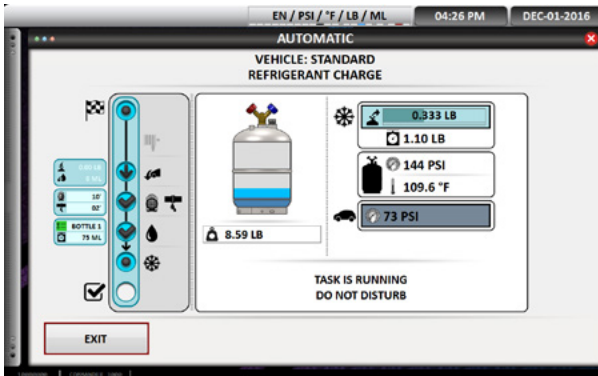 EN / PSI / °F / LB / ML
04:26 PM
DEC-01-2016
AUTOMATIC
VEHICLE: STANDARD
REFRIGERANT CHARGE
0.333 LB
1.10 LB
144 PSI
109.6 °F
73 PSI
10'
02'
BOTTLE 1
75 ML
8.59 LB
TASK IS RUNNING
DO NOT DISTURB
EXIT